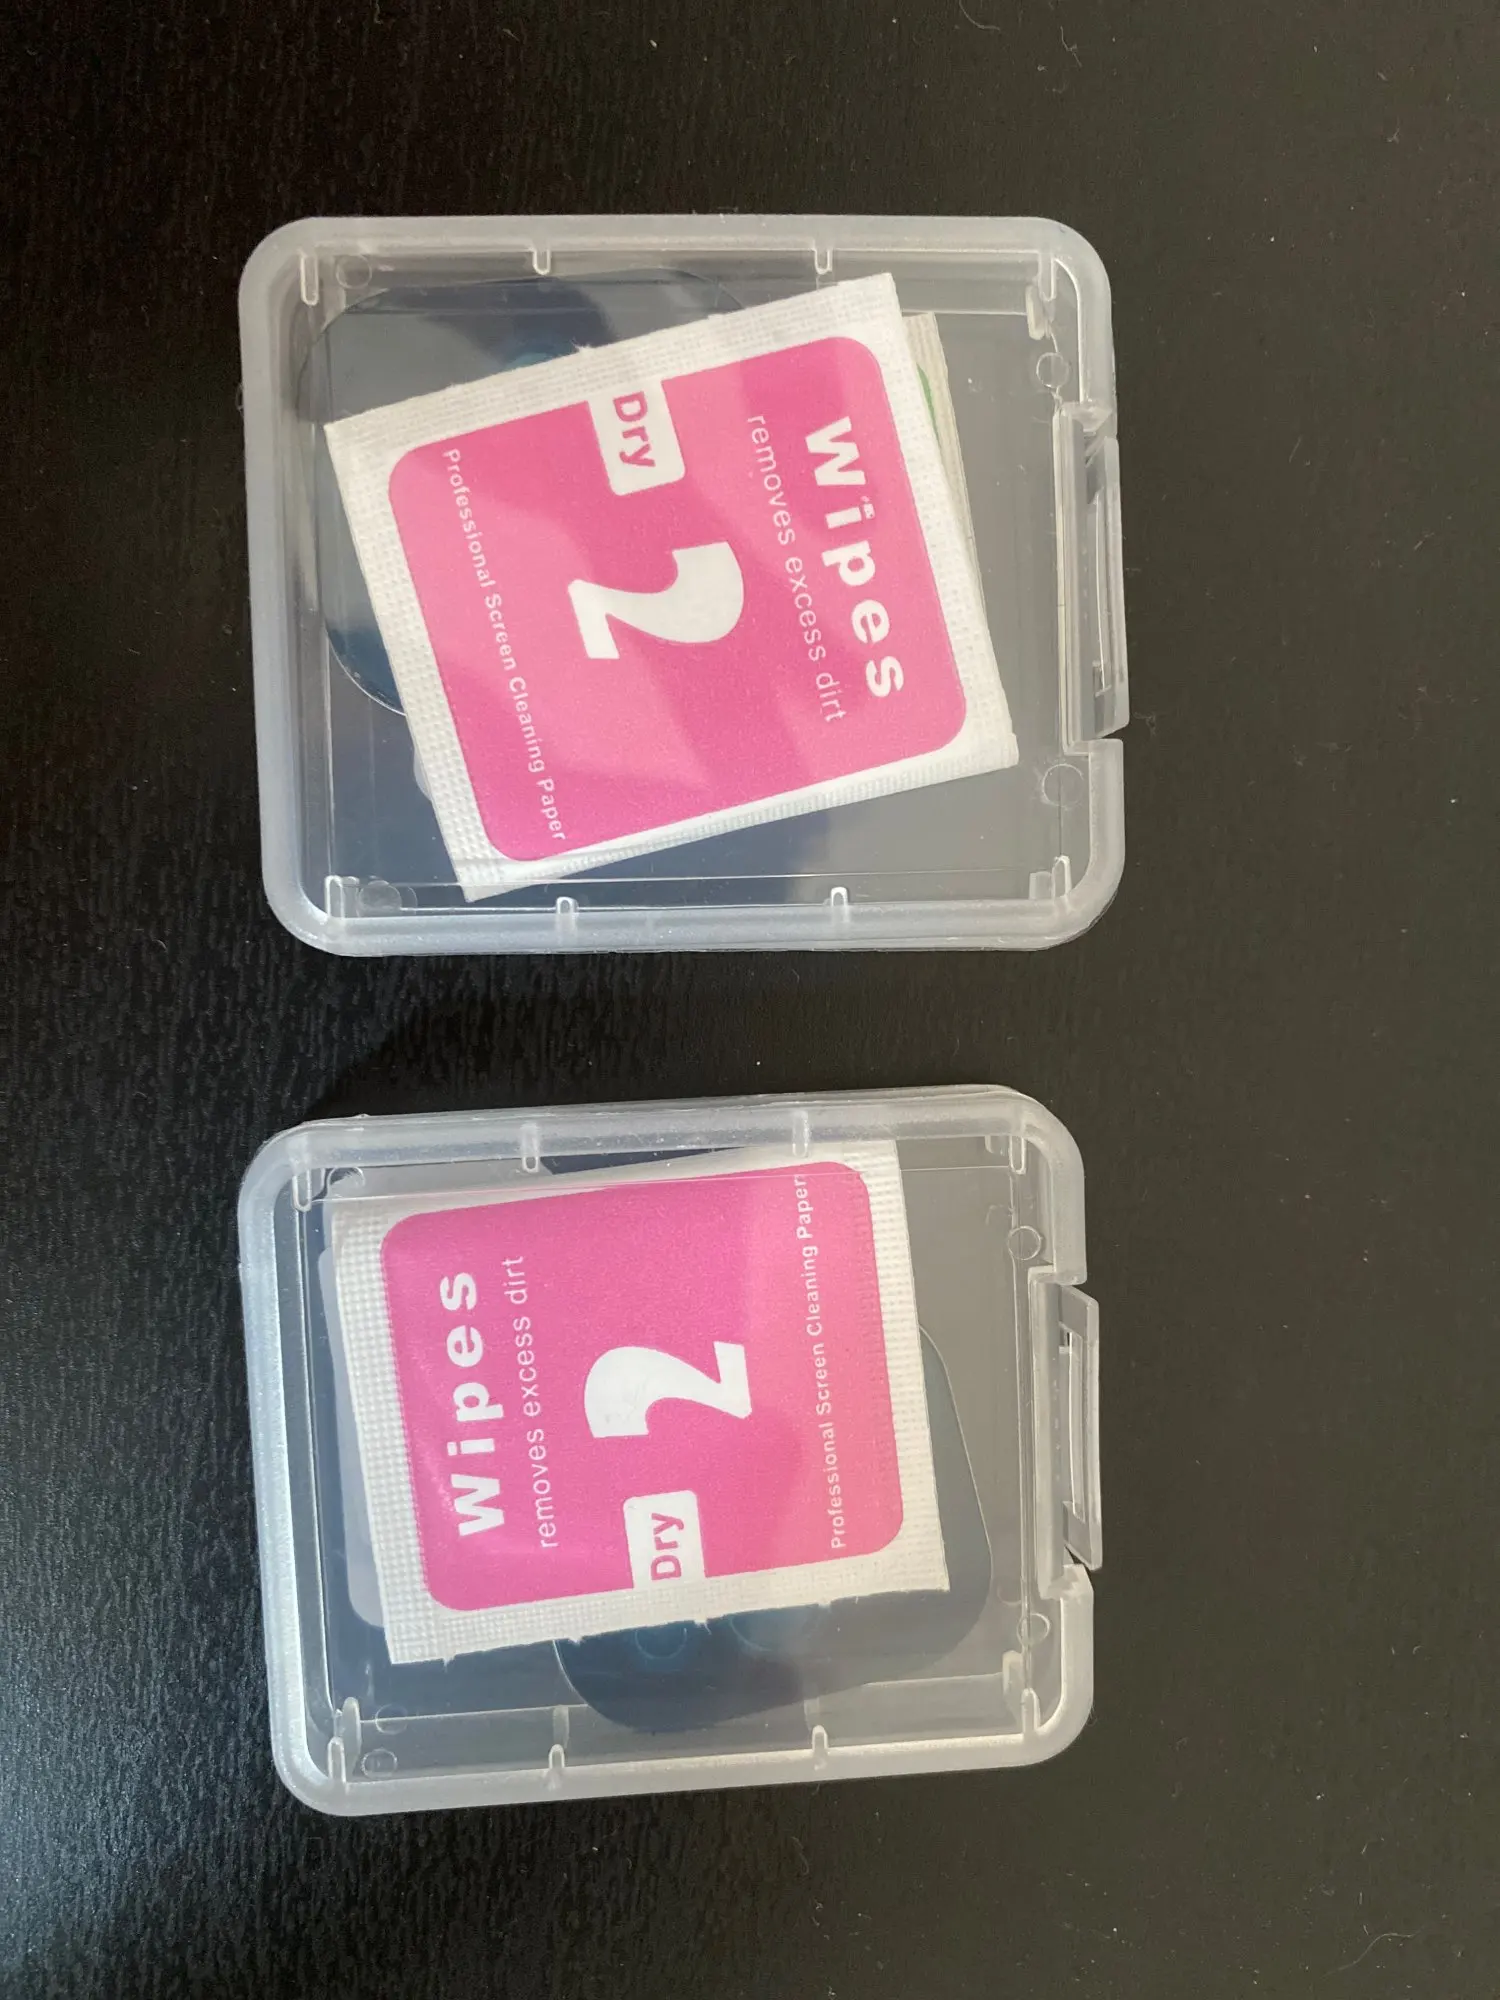 Wipes
removes excess dirt
Dry
2
Professional Screen Cleaning Paper
Wipes
removes excess dirt
Dry
2
Professional Screen Cleaning Paper